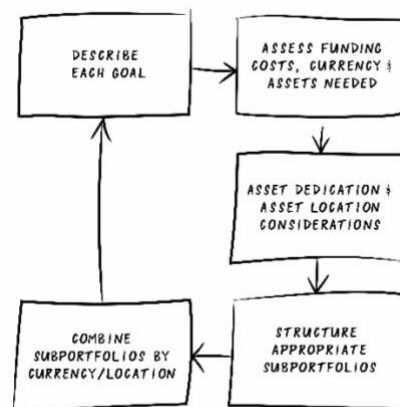 DESCRIBE
EACH GOAL
ASSESS FUNDING
COSTS, CURRENCY &
ASSETS NEEDED
ASSET DEDICATION &
ASSET LOCATION
CONSIDERATIONS
STRUCTURE
APPROPRIATE
SUBPORTFOLIOS
COMBINE
SUBPORTFOLIOS BY
CURRENCY/LOCATION